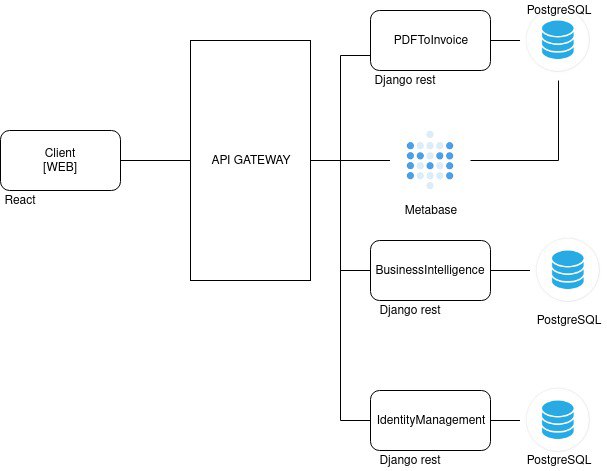 PostgreSQL
PDFToInvoice
Django rest
Client
[WEB]
React
API GATEWAY
Metabase
BusinessIntelligence
Django rest
PostgreSQL
IdentityManagement
Django rest
PostgreSQL